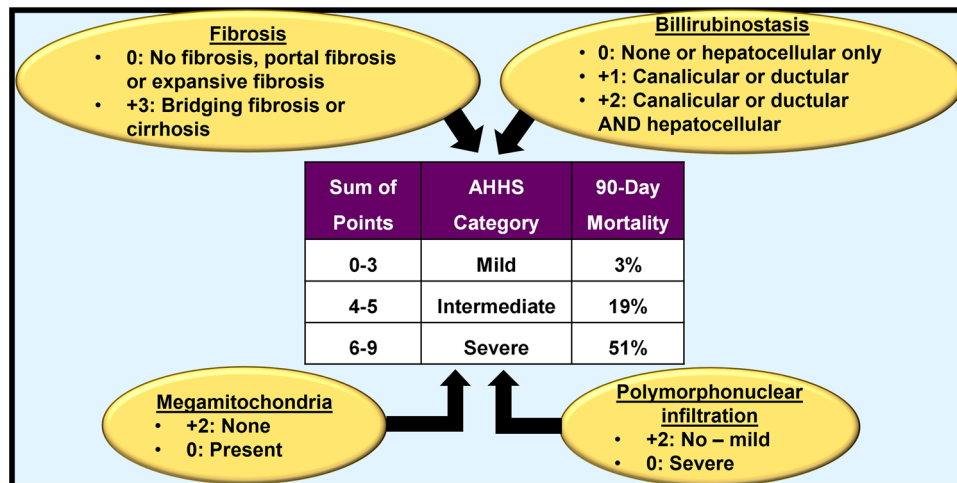 Fibrosis
• 0: No fibrosis, portal fibrosis
or expansive fibrosis
• +3: Bridging fibrosis or
cirrhosis
Billirubinostasis
• 0: None or hepatocellular only
• +1: Canalicular or ductular
• +2: Canalicular or ductular
AND hepatocellular
Sum of Points AHHS Category 90-Day Mortality
0-3 Mild 3%
4-5 Intermediate 19%
6-9 Severe 51%
Megamitochondria
• +2: None
• 0: Present
Polymorphonuclear
infiltration
• +2: No – mild
• 0: Severe